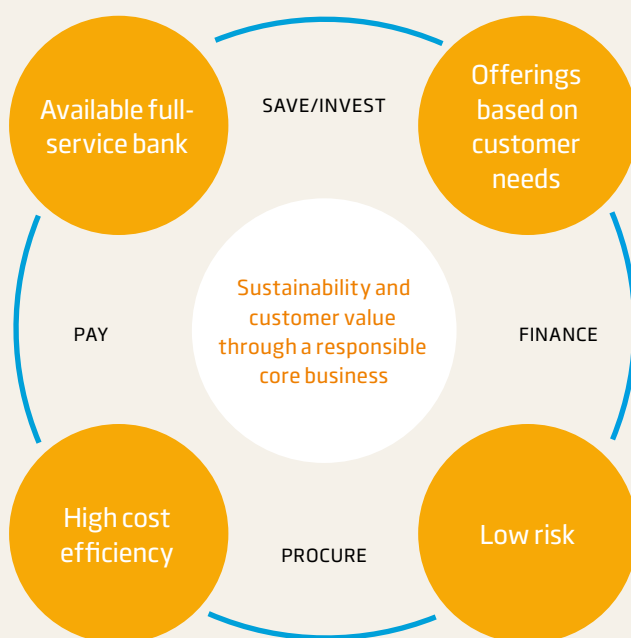 Available full-
service bank
SAVE/INVEST
Offerings
based on
customer
needs
PAY
Sustainability and
customer value
through a responsible
core business
FINANCE
High cost
efficiency
PROCURE
Low risk